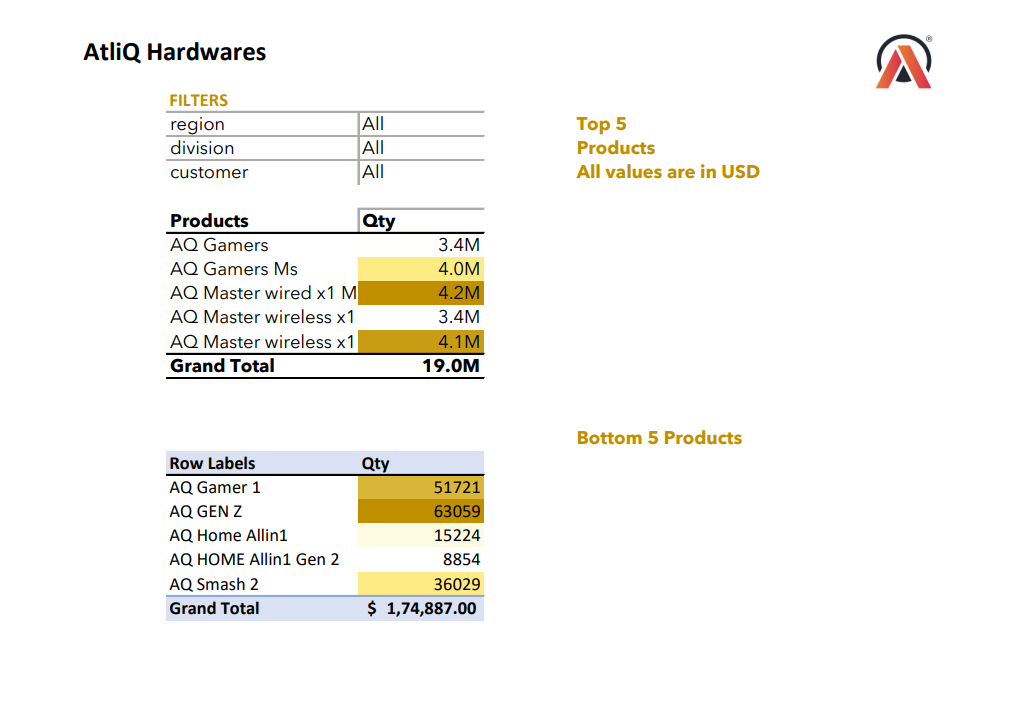 AtliQ Hardwares
®
FILTERS
region All
division All
customer All
Top 5
Products
All values are in USD
Products Qty
AQ Gamers 3.4M
AQ Gamers Ms 4.0M
AQ Master wired x1 M 4.2M
AQ Master wireless x1 3.4M
AQ Master wireless x1 4.1M
Grand Total 19.0M
Bottom 5 Products
Row Labels Qty
AQ Gamer 1 51721
AQ GEN Z 63059
AQ Home Allin1 15224
AQ HOME Allin1 Gen 2 8854
AQ Smash 2 36029
Grand Total $ 1,74,887.00